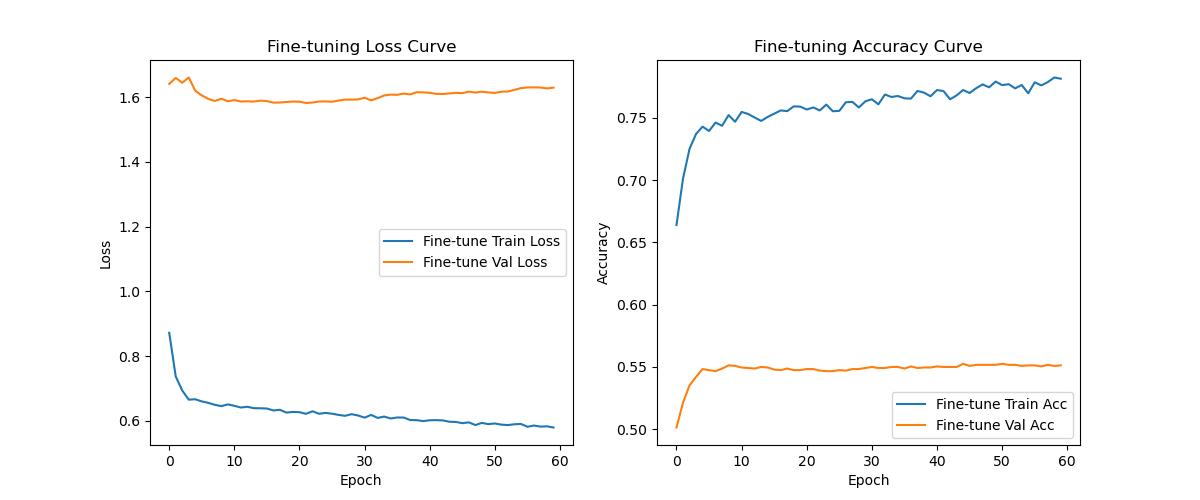 Fine-tuning Loss Curve
1.6
1.4
1.2
1.0
0.8
0.6
Loss
Fine-tune Train Loss
Fine-tune Val Loss
0 10 20 30 40 50 60
Epoch
Fine-tuning Accuracy Curve
0.75
0.70
0.65
0.60
0.55
0.50
Accuracy
Fine-tune Train Acc
Fine-tune Val Acc
0 10 20 30 40 50 60
Epoch